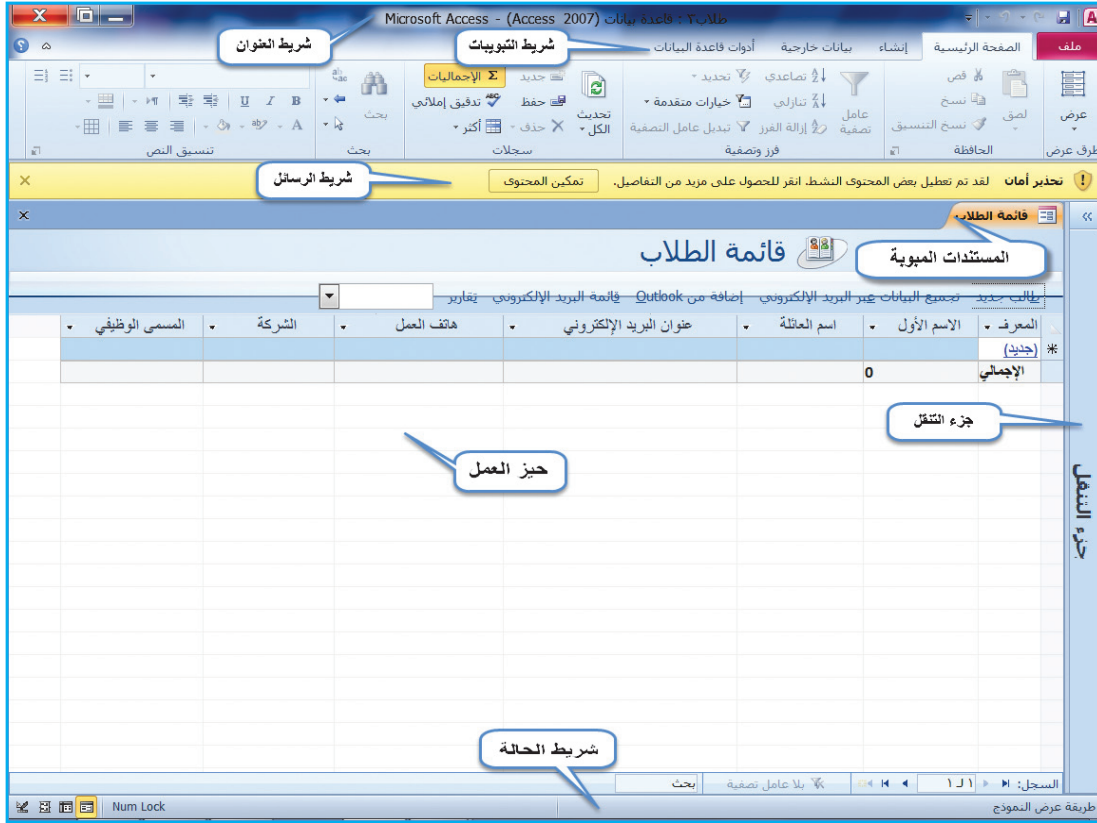 طلاب٢ : قاعدة بيانات (Access 2007) - Microsoft Access
شريط العنوان
شريط التبويبات
ملف الصفحة الرئيسية إنشاء بيانات خارجية أدوات قاعدة البيانات
عرض
طرق عرض
لصق
قص
نسخ
نسخ التنسيق
الحافظة
عامل تصفية
تصاعدي
تنازلي
إزالة الفرز
تحديد
خيارات متقدمة
تبديل عامل التصفية
فرز وتصفية
تحديث الكل
جديد
حفظ
حذف
Σ الإجماليات
تدقيق إملائي
أكثر
سجلات
بحث
بحث
B I U
A
تنسيق النص
تحذير أمان لقد تم تعطيل بعض المحتوى النشط. انقر للحصول على مزيد من التفاصيل. تمكين المحتوى
شريط الرسائل
قائمة الطلاب
المستندات المبوبة
قائمة الطلاب
طالب جديد تجميع البيانات عبر البريد الإلكتروني إضافة من Outlook قائمة البريد الإلكتروني تقارير
المعرف الاسم الأول اسم العائلة عنوان البريد الإلكتروني هاتف العمل الشركة المسمى الوظيفي
(جديد)
الإجمالي 0
جزء التنقل
جزء التنقل
حيز العمل
شريط الحالة
السجل: ١ لـ ١ بلا عامل تصفية بحث
طريقة عرض النموذج Num Lock